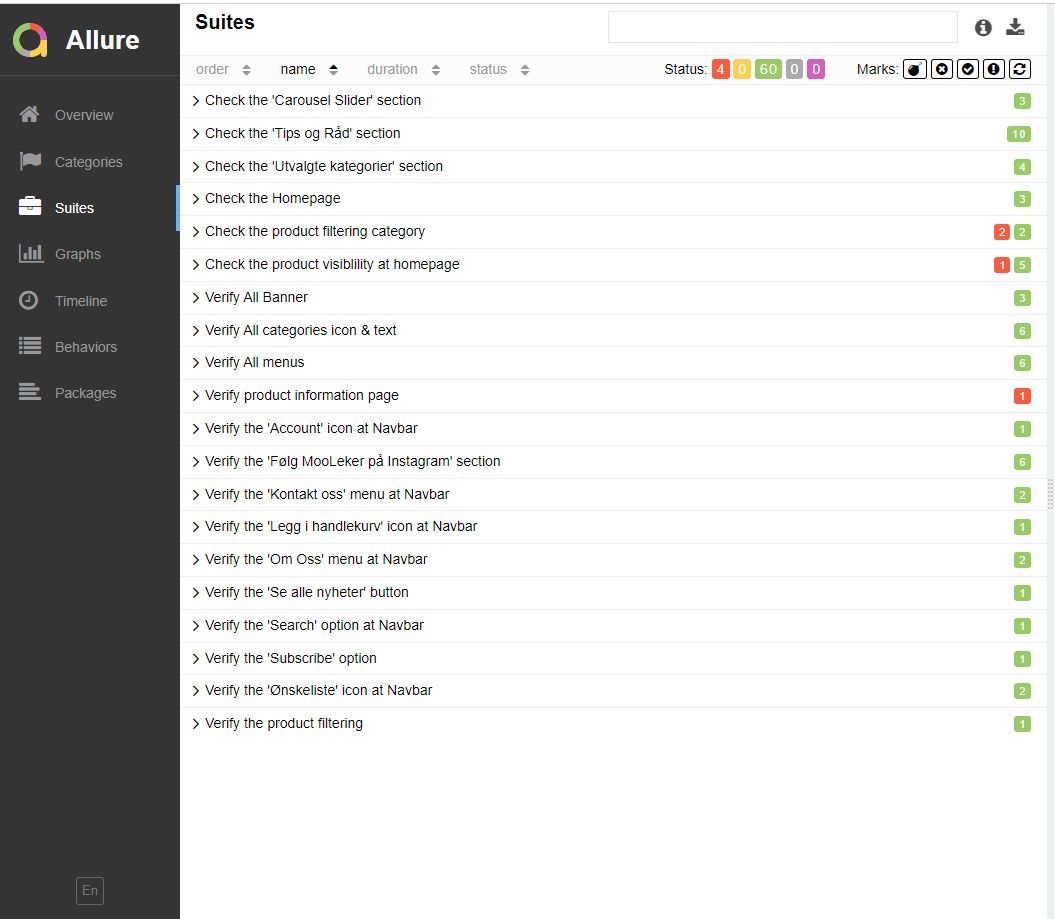 Allure
Overview
Categories
Suites
Graphs
Timeline
Behaviors
Packages
En
Suites
order name duration status Status: 4 0 60 0 0 Marks:
Check the 'Carousel Slider' section 3
Check the 'Tips og Råd' section 10
Check the 'Utvalgte kategorier' section 4
Check the Homepage 3
Check the product filtering category 2 2
Check the product visiblility at homepage 1 5
Verify All Banner 3
Verify All categories icon & text 6
Verify All menus 6
Verify product information page 1
Verify the 'Account' icon at Navbar 1
Verify the 'Følg MooLeker på Instagram' section 6
Verify the 'Kontakt oss' menu at Navbar 2
Verify the 'Legg i handlekurv' icon at Navbar 1
Verify the 'Om Oss' menu at Navbar 2
Verify the 'Se alle nyheter' button 1
Verify the 'Search' option at Navbar 1
Verify the 'Subscribe' option 1
Verify the 'Ønskeliste' icon at Navbar 2
Verify the product filtering 1